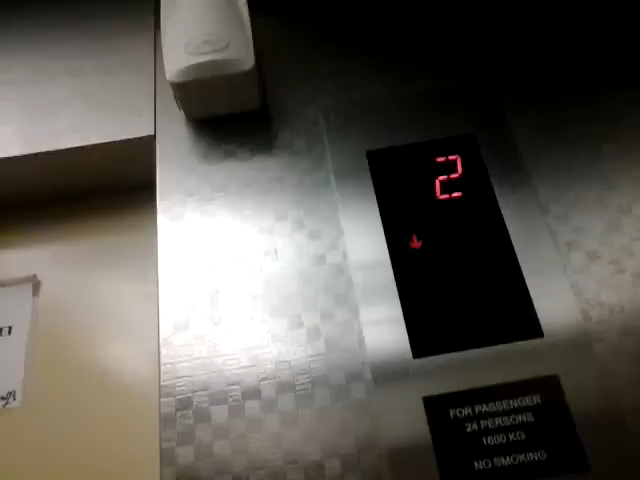 2
FOR PASSENGER
24 PERSONS
1600 KG
NO SMOKING